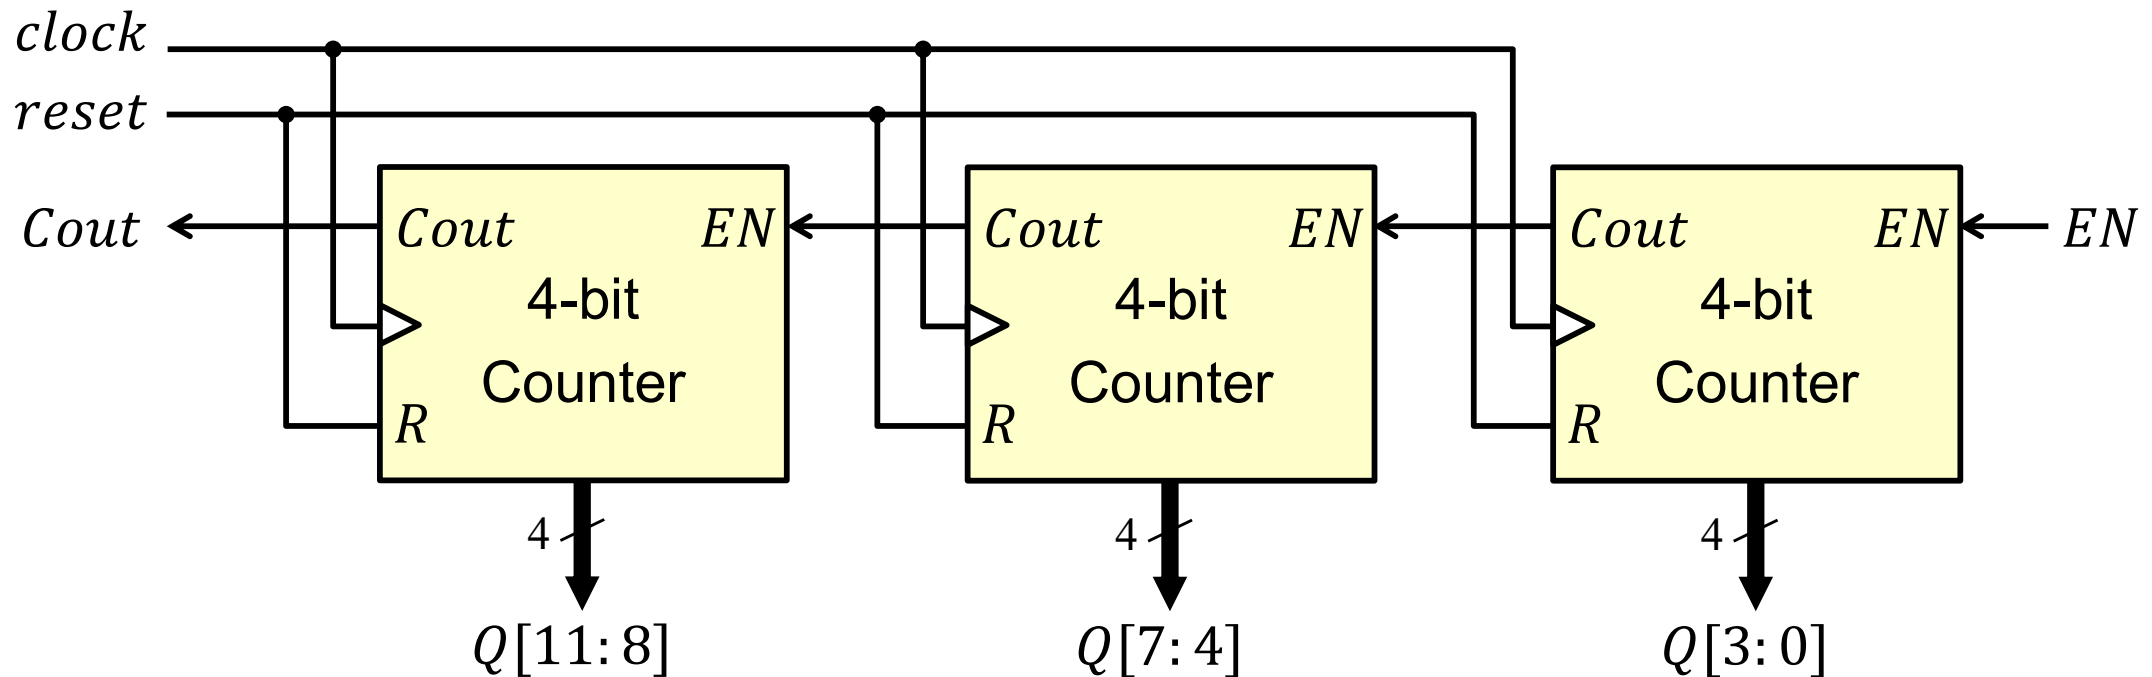 clock
reset
Cout
Cout EN
4-bit
Counter
R
Cout EN
4-bit
Counter
R
Cout EN
4-bit
Counter
R
EN
4
4
4
Q[11:8]
Q[7:4]
Q[3:0]